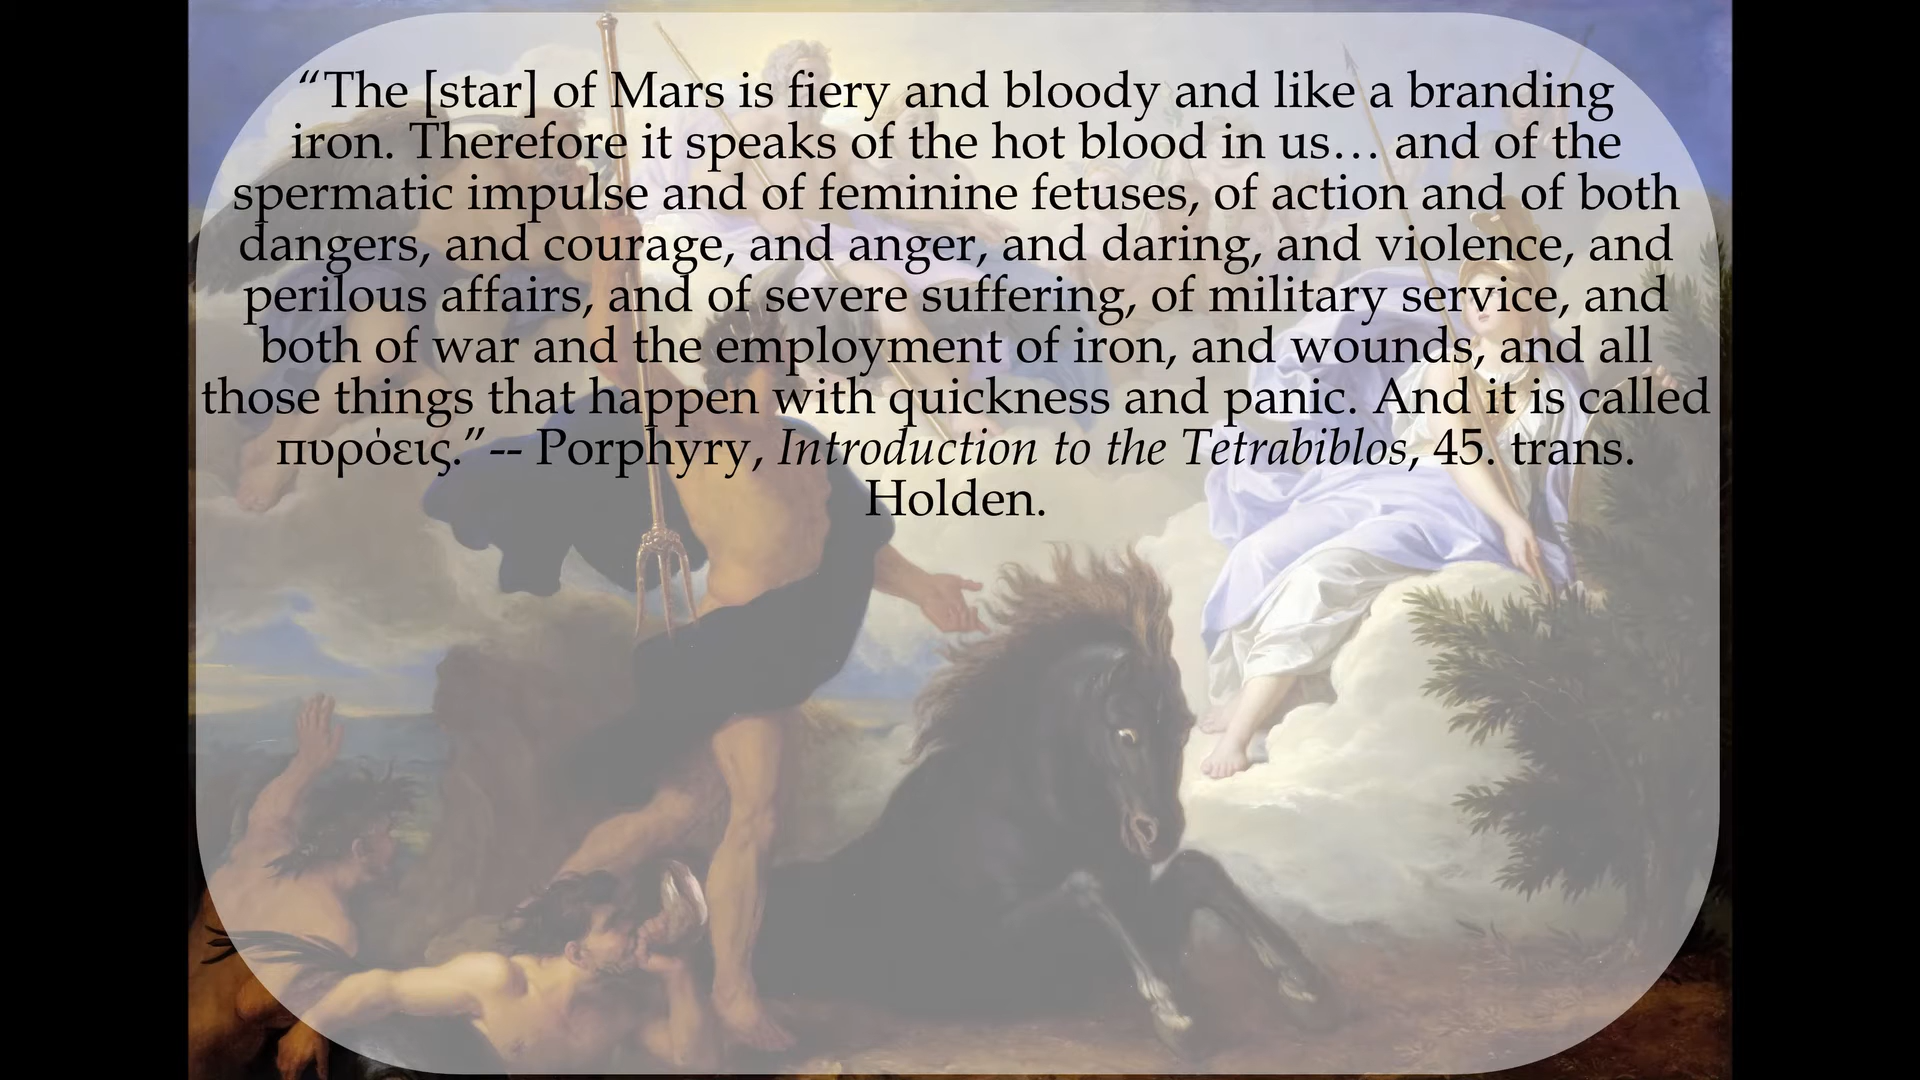 “The [star] of Mars is fiery and bloody and like a branding
iron. Therefore it speaks of the hot blood in us… and of the
spermatic impulse and of feminine fetuses, of action and of both
dangers, and courage, and anger, and daring, and violence, and
perilous affairs, and of severe suffering, of military service, and
both of war and the employment of iron, and wounds, and all
those things that happen with quickness and panic. And it is called
πυρόεις.” -- Porphyry, Introduction to the Tetrabiblos, 45. trans.
Holden.